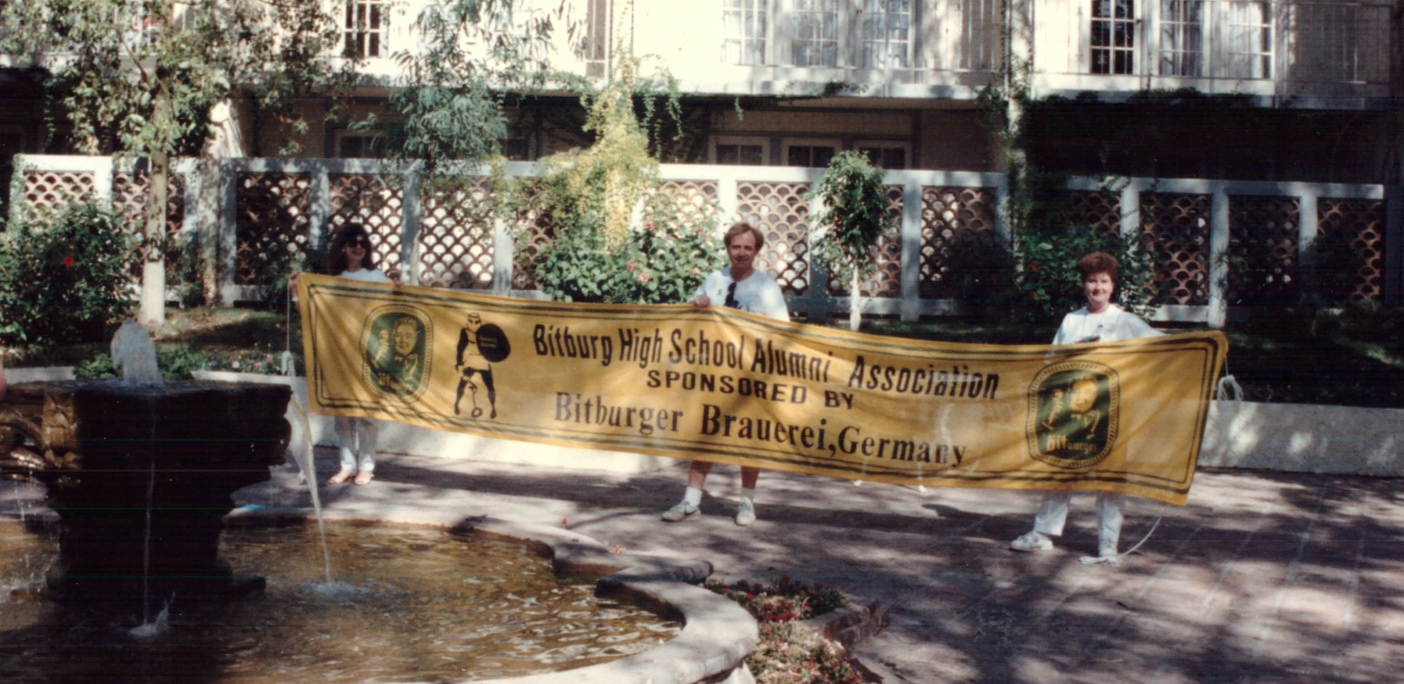 Bitburg High School Alumni Association
SPONSORED BY
Bitburger Brauerei, Germany
Bitburger